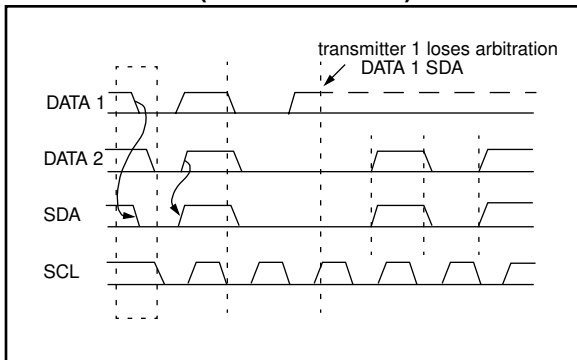 transmitter 1 loses arbitration
DATA 1 SDA
DATA 1
DATA 2
SDA
SCL